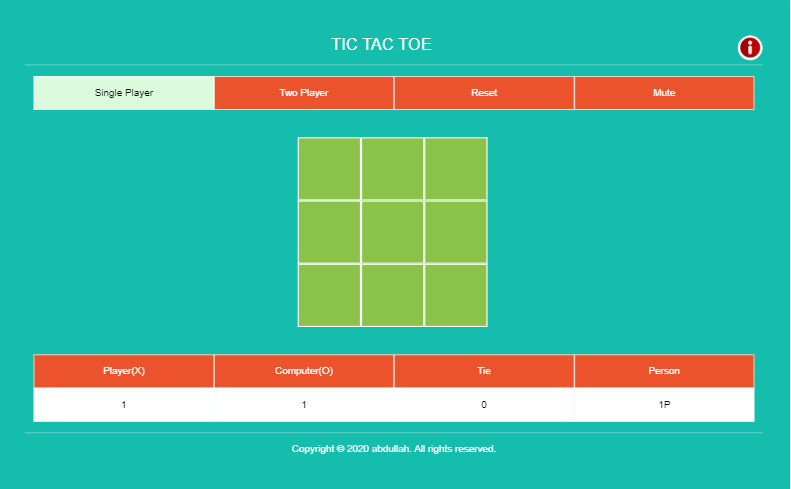 TIC TAC TOE
Single Player Two Player Reset Mute
Player(X) Computer(O) Tie Person
1 1 0 1P
Copyright © 2020 abdullah. All rights reserved.